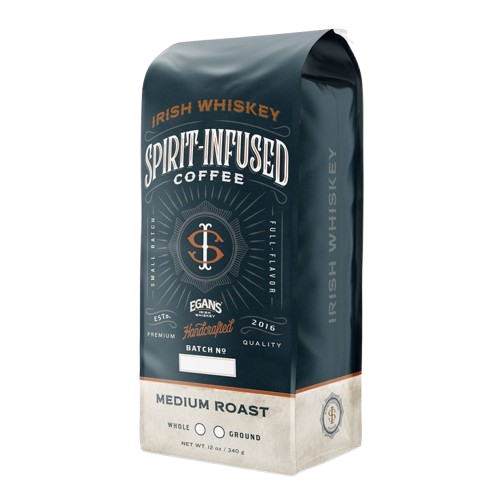 IRISH WHISKEY
SPIRIT-INFUSED
COFFEE
SMALL BATCH
FULL-FLAVOR
SI
EGANS
IRISH
WHISKEY
ESTD.
2016
Handcrafted
PREMIUM
QUALITY
BATCH Nº
MEDIUM ROAST
WHOLE
GROUND
NET WT. 12 oz / 340 g
IRISH WHISKEY